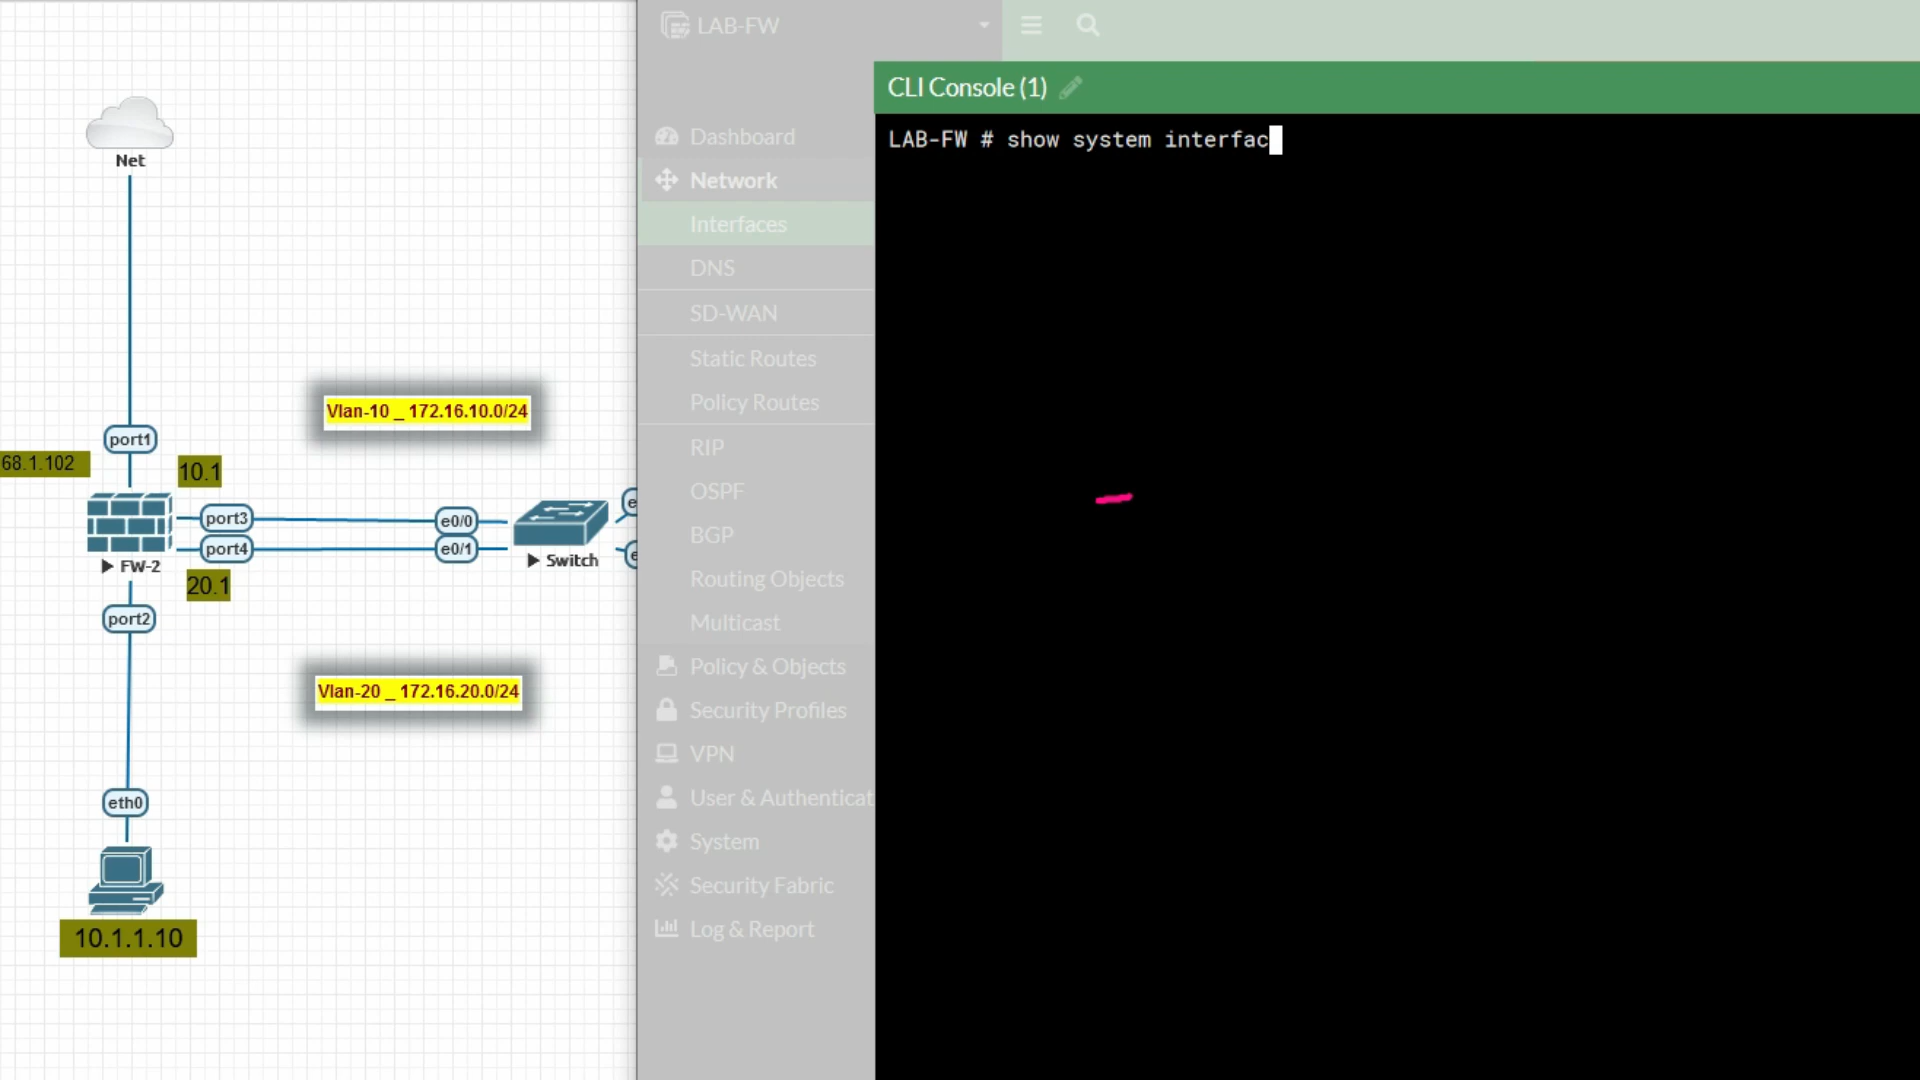 Net
port1
68.1.102
10.1
port3
port4
e0/0
e0/1
FW-2
Switch
20.1
port2
eth0
10.1.1.10
Vlan-10 _ 172.16.10.0/24
Vlan-20 _ 172.16.20.0/24
e
e
LAB-FW
Dashboard
Network
Interfaces
DNS
SD-WAN
Static Routes
Policy Routes
RIP
OSPF
BGP
Routing Objects
Multicast
Policy & Objects
Security Profiles
VPN
User & Authenticat
System
Security Fabric
Log & Report
CLI Console (1)
LAB-FW # show system interfac